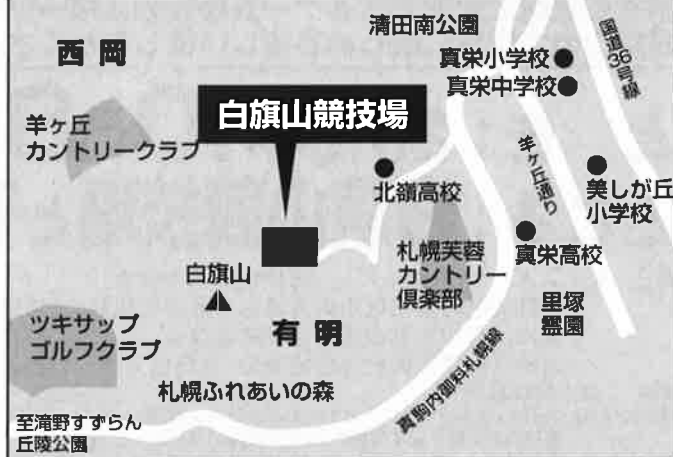 清田南公園
西岡
真栄小学校
国道36号線
真栄中学校
白旗山競技場
羊ヶ丘
カントリークラブ
羊ヶ丘通り
北嶺高校
美しが丘
小学校
札幌芙蓉
カントリー
倶楽部
真栄高校
白旗山
里塚
霊園
ツキサップ
ゴルフクラブ
有明
札幌ふれあいの森
真駒内御料札幌線
至滝野すずらん
丘陵公園